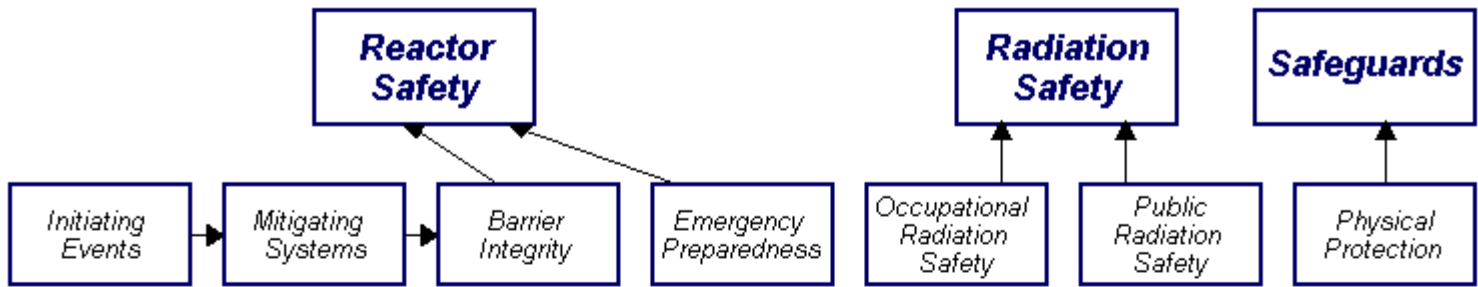 Reactor
Safety
Radiation
Safety
Safeguards
Initiating
Events
Mitigating
Systems
Barrier
Integrity
Emergency
Preparedness
Occupational
Radiation
Safety
Public
Radiation
Safety
Physical
Protection